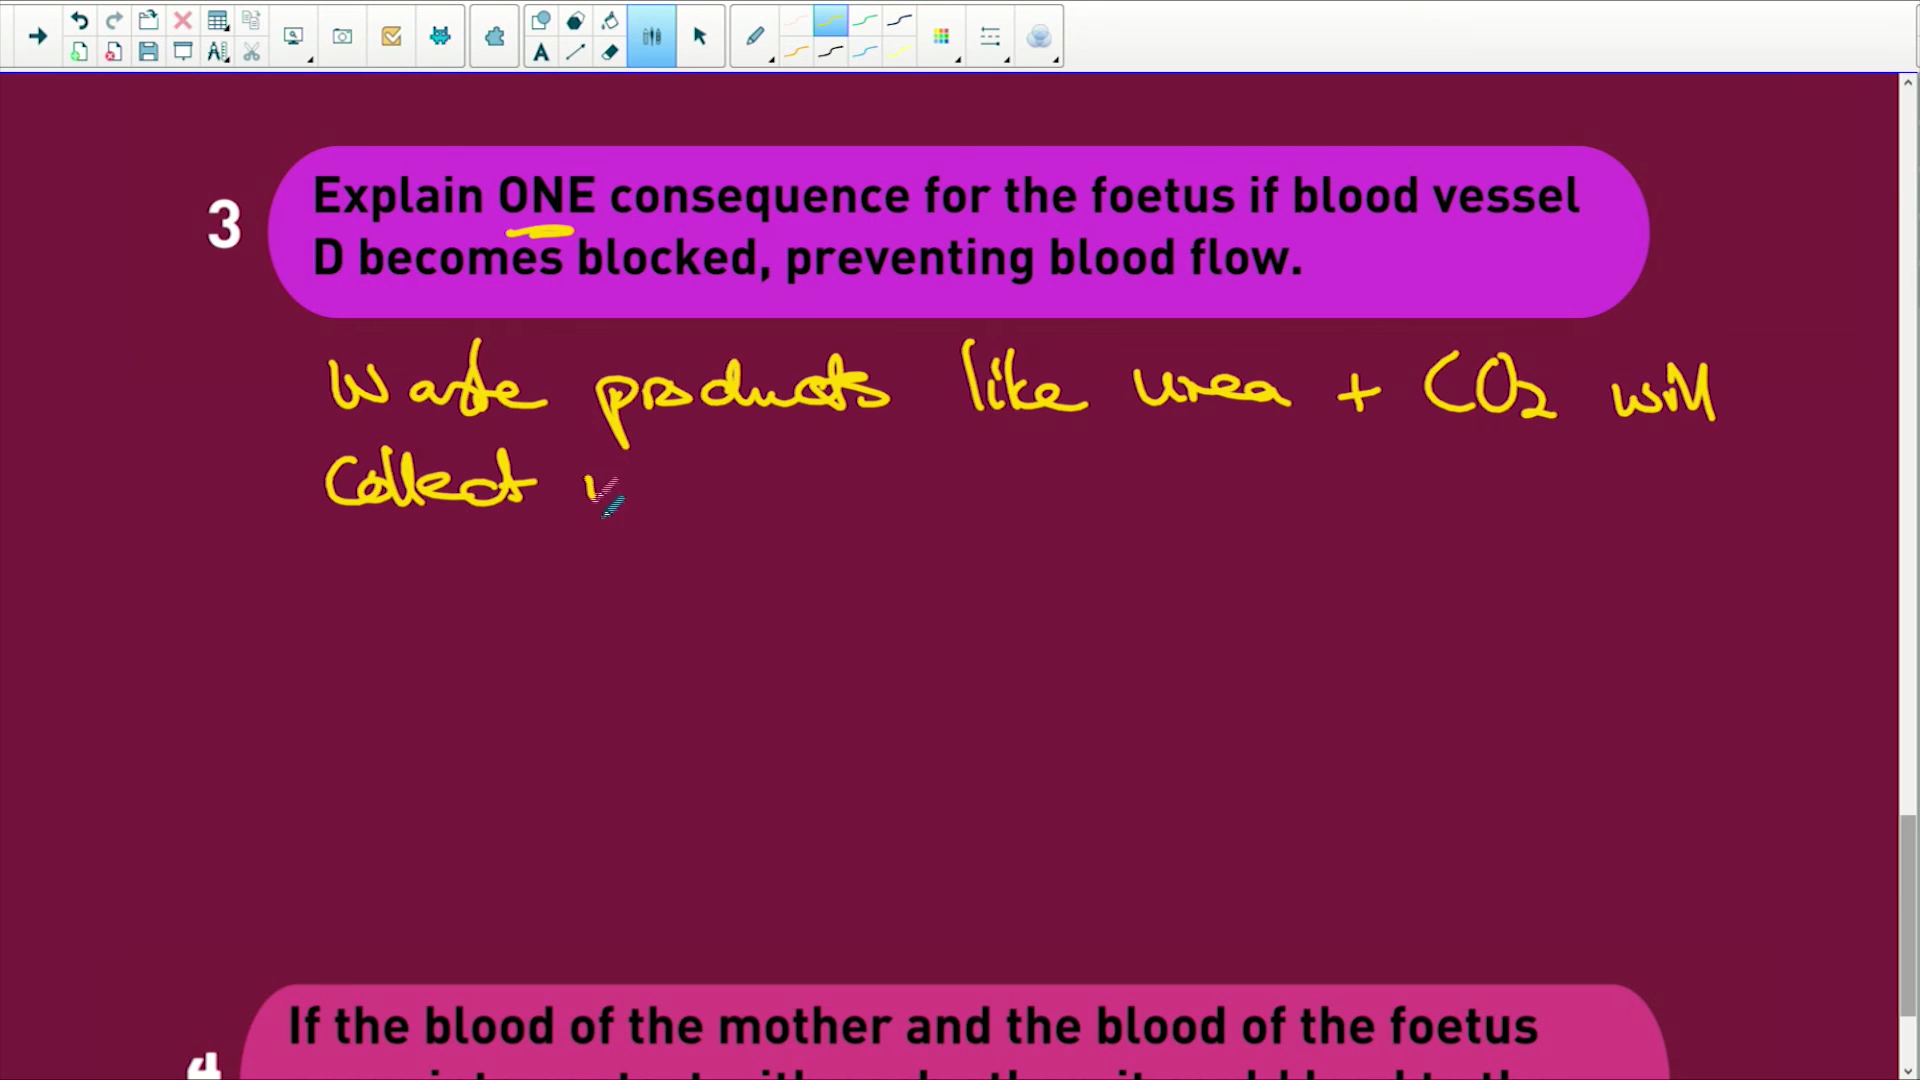 3
Explain ONE consequence for the foetus if blood vessel
D becomes blocked, preventing blood flow.
Waste products like urea + CO2 will
Collect
If the blood of the mother and the blood of the foetus
4